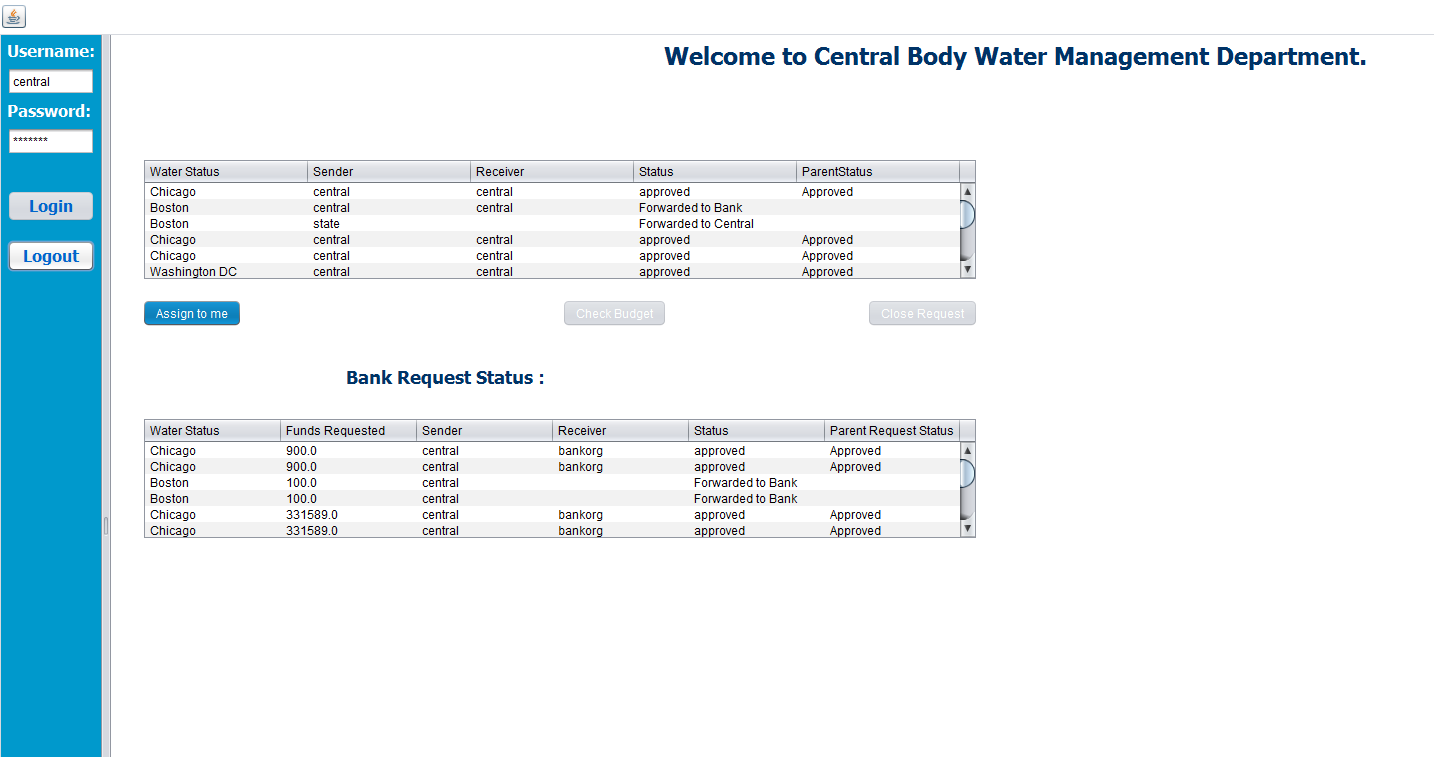 Username:
central
Password:
*******
Login
Logout
Welcome to Central Body Water Management Department.
Water Status Sender Receiver Status ParentStatus
Chicago central central approved Approved
Boston central central Forwarded to Bank
Boston state Forwarded to Central
Chicago central central approved Approved
Chicago central central approved Approved
Washington DC central central approved Approved
Assign to me Check Budget Close Request
Bank Request Status :
Water Status Funds Requested Sender Receiver Status Parent Request Status
Chicago 900.0 central bankorg approved Approved
Chicago 900.0 central bankorg approved Approved
Boston 100.0 central Forwarded to Bank
Boston 100.0 central Forwarded to Bank
Chicago 331589.0 central bankorg approved Approved
Chicago 331589.0 central bankorg approved Approved